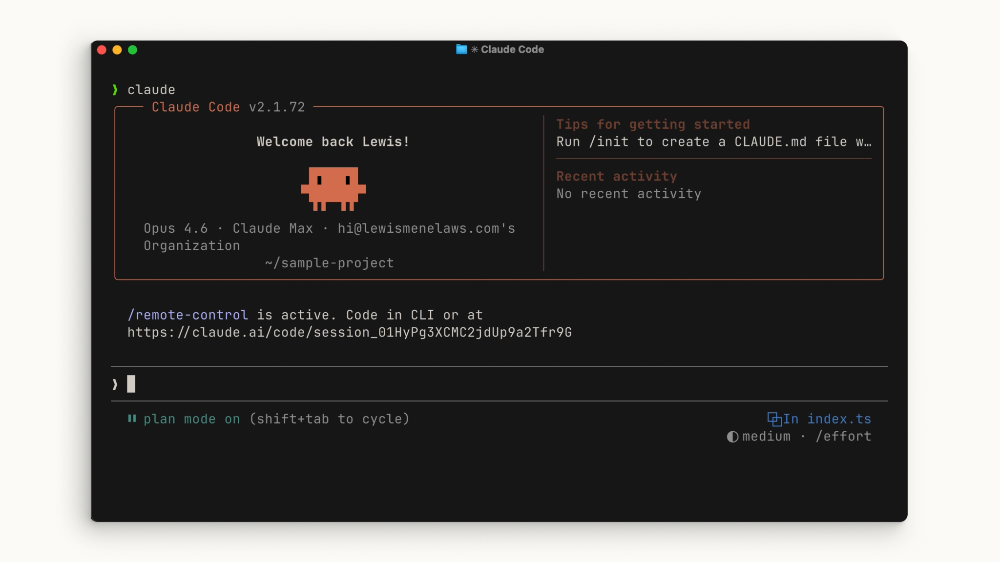 ✳ Claude Code
❯ claude
Claude Code v2.1.72
Welcome back Lewis!
Opus 4.6 · Claude Max · hi@lewismenelaws.com's
Organization
~/sample-project
Tips for getting started
Run /init to create a CLAUDE.md file w…
Recent activity
No recent activity
/remote-control is active. Code in CLI or at
https://claude.ai/code/session_01HyPg3XCMC2jdUp9a2Tfr9G
❯
⏸ plan mode on (shift+tab to cycle)
⧉ In index.ts
◐ medium · /effort